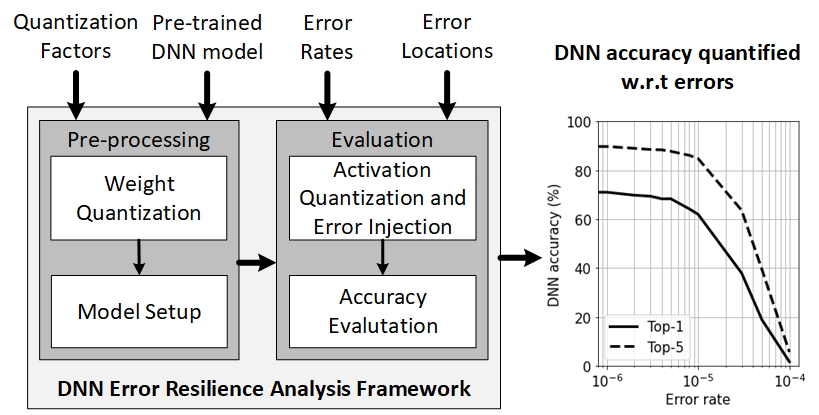 Quantization
Factors
Pre-trained
DNN model
Error
Rates
Error
Locations
Pre-processing
Weight
Quantization
Model Setup
Evaluation
Activation
Quantization and
Error Injection
Accuracy
Evalutation
DNN Error Resilience Analysis Framework
DNN accuracy quantified
w.r.t errors
DNN accuracy (%)
100
80
60
40
20
0
Top-1
Top-5
10⁻⁶
10⁻⁵
10⁻⁴
Error rate